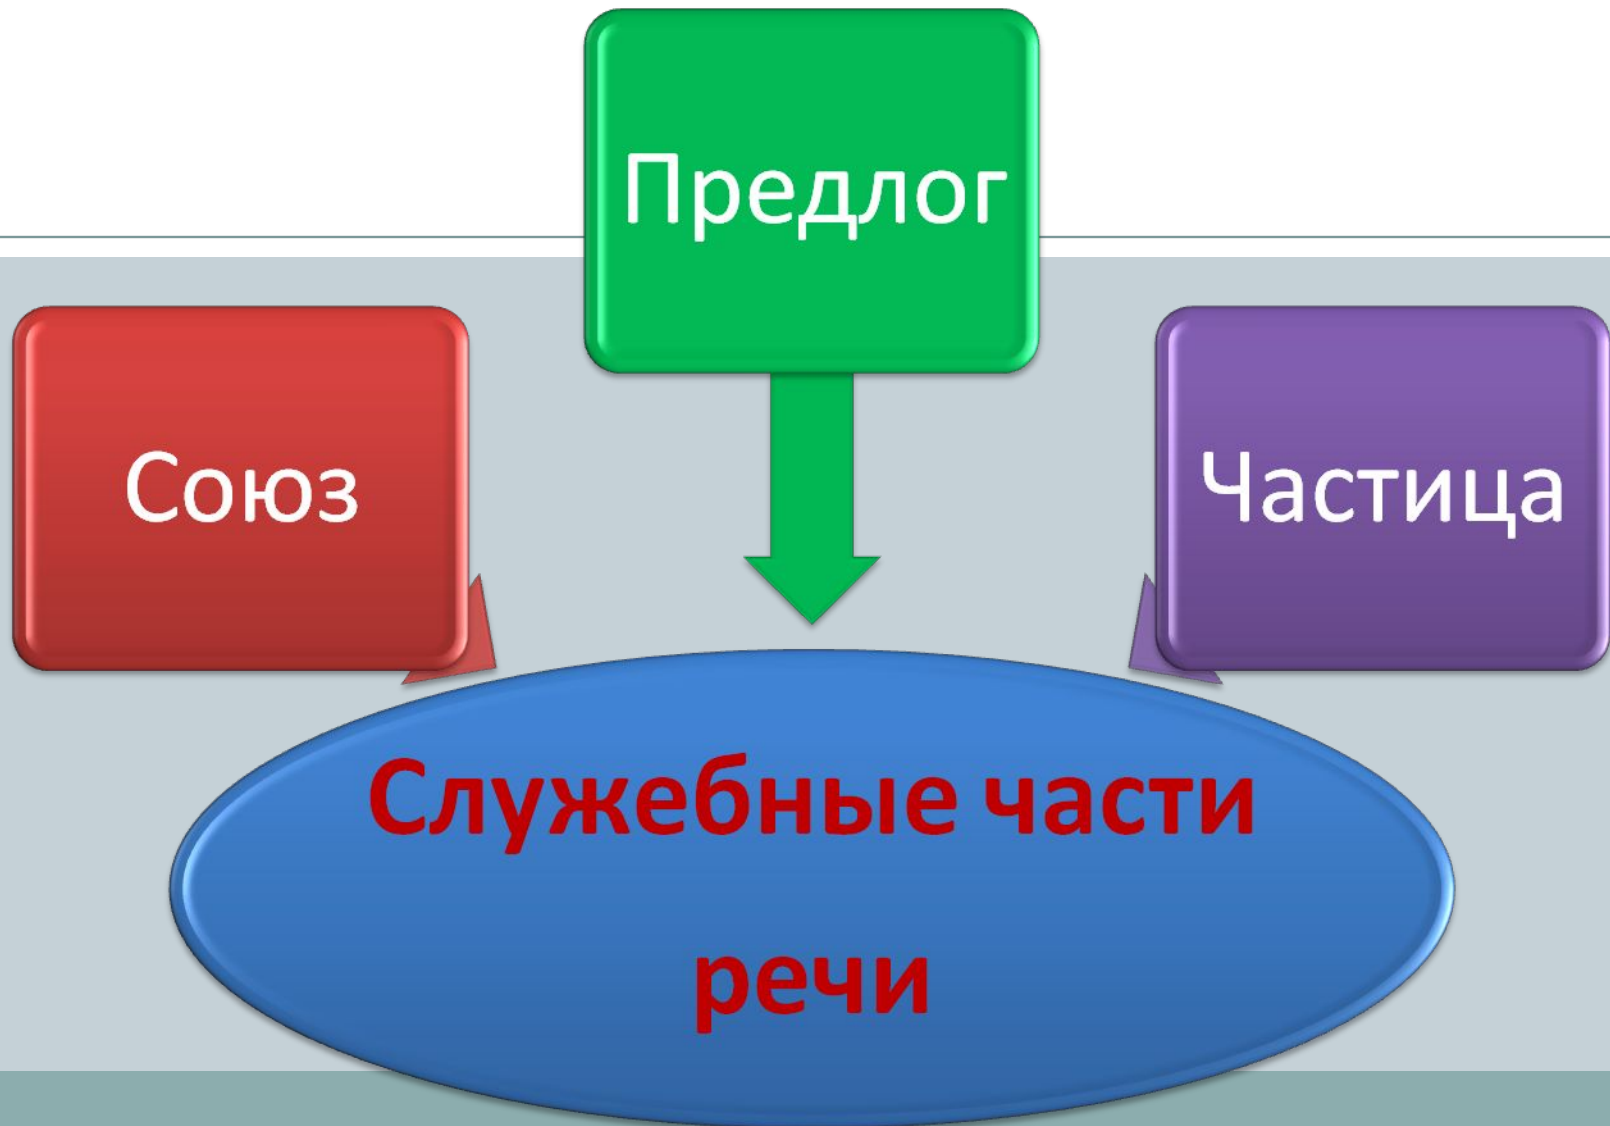 Предлог
Союз
Частица
Служебные части
речи